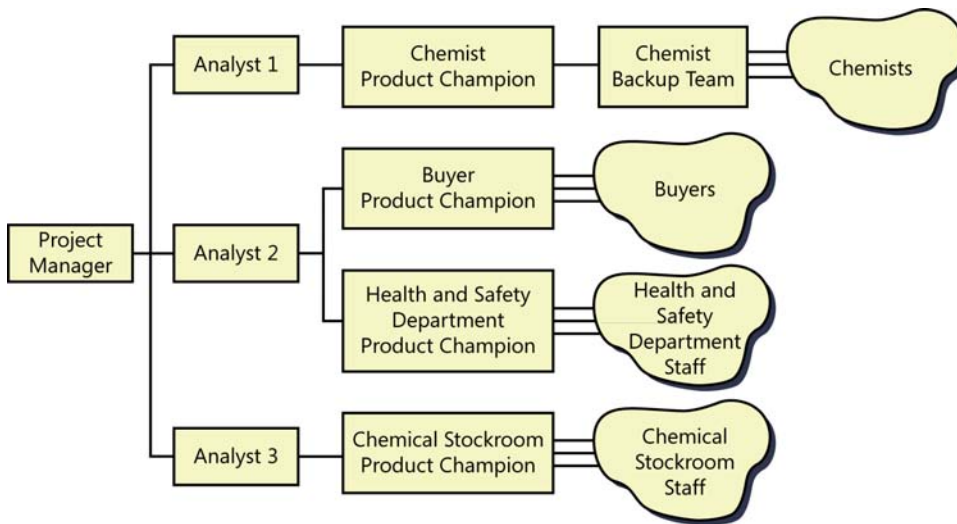 Analyst 1
Chemist
Product Champion
Chemist
Backup Team
Chemists
Buyer
Product Champion
Buyers
Project
Manager
Analyst 2
Health and Safety
Department
Product Champion
Health and
Safety
Department
Staff
Analyst 3
Chemical Stockroom
Product Champion
Chemical
Stockroom
Staff